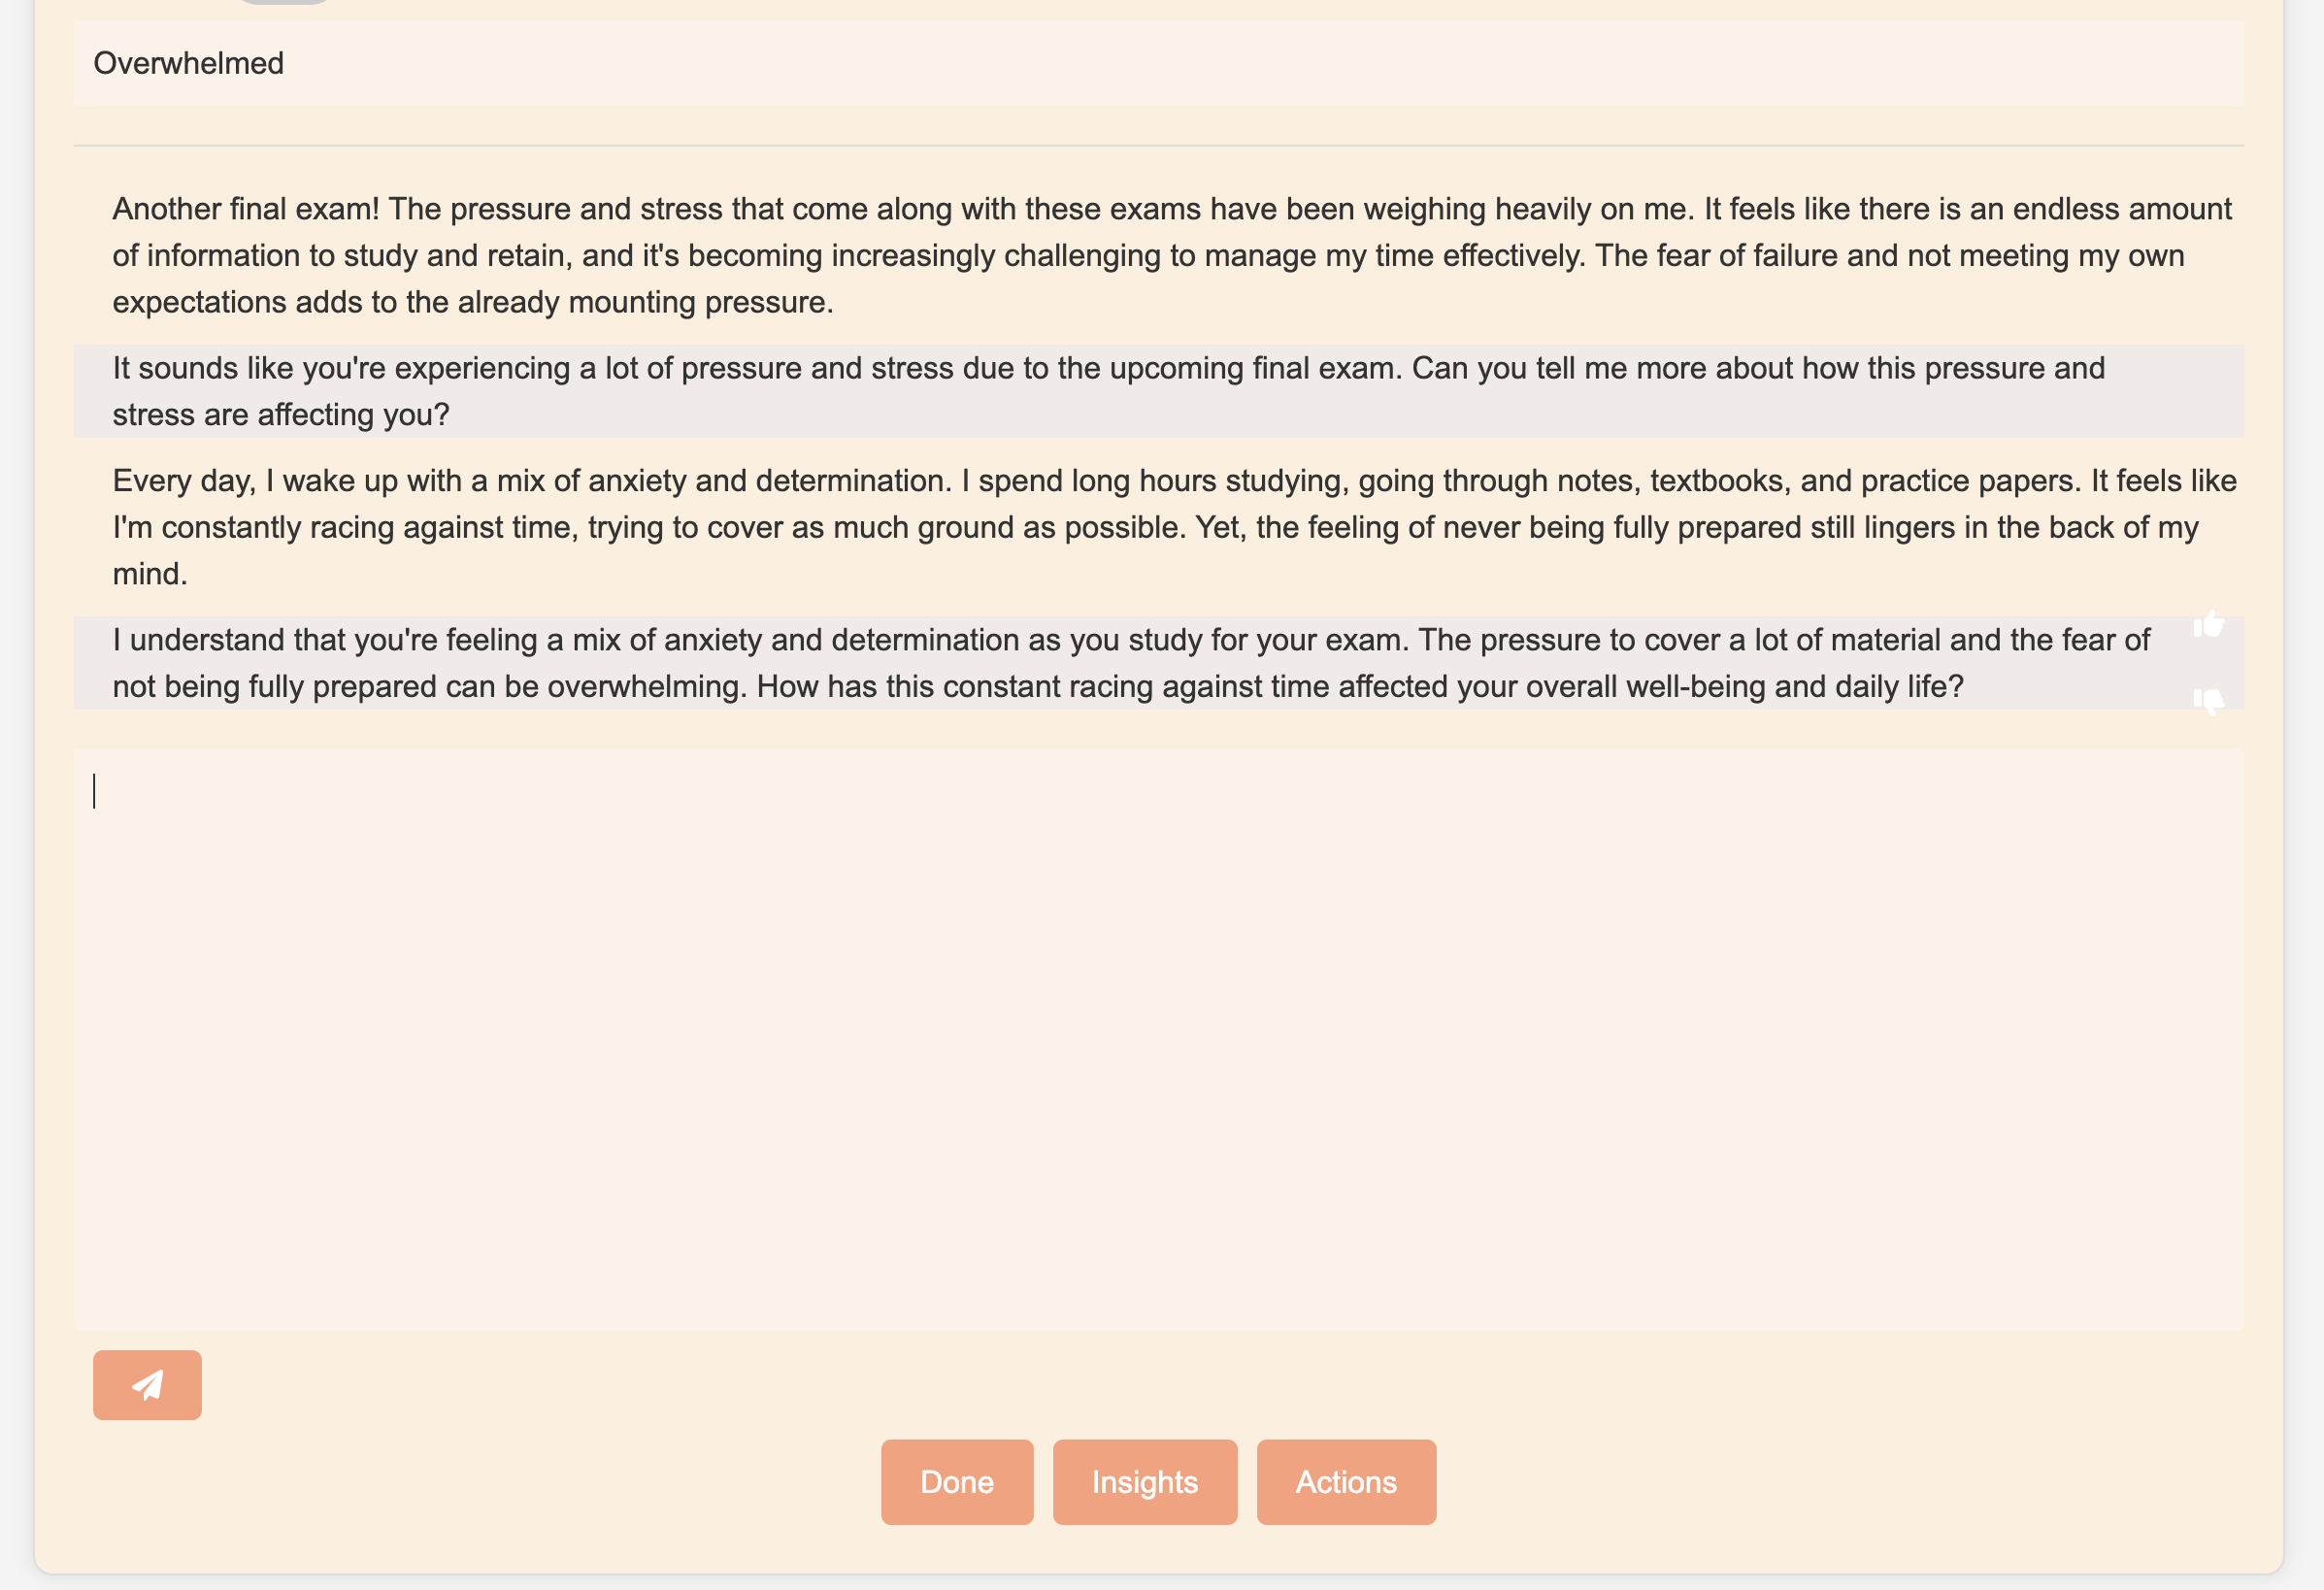 Overwhelmed
Another final exam! The pressure and stress that come along with these exams have been weighing heavily on me. It feels like there is an endless amount
of information to study and retain, and it's becoming increasingly challenging to manage my time effectively. The fear of failure and not meeting my own
expectations adds to the already mounting pressure.
It sounds like you're experiencing a lot of pressure and stress due to the upcoming final exam. Can you tell me more about how this pressure and
stress are affecting you?
Every day, I wake up with a mix of anxiety and determination. I spend long hours studying, going through notes, textbooks, and practice papers. It feels like
I'm constantly racing against time, trying to cover as much ground as possible. Yet, the feeling of never being fully prepared still lingers in the back of my
mind.
I understand that you're feeling a mix of anxiety and determination as you study for your exam. The pressure to cover a lot of material and the fear of
not being fully prepared can be overwhelming. How has this constant racing against time affected your overall well-being and daily life?
Done
Insights
Actions